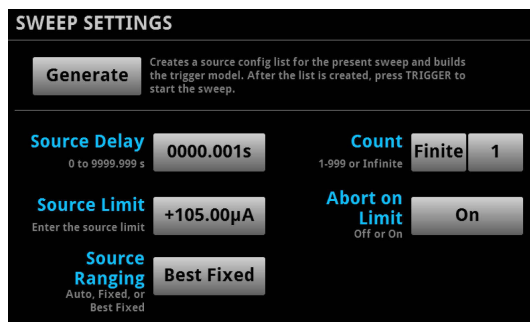 SWEEP SETTINGS
Generate
Creates a source config list for the present sweep and builds
the trigger model. After the list is created, press TRIGGER to
start the sweep.
Source Delay
0 to 9999.999 s
0000.001s
Count
1-999 or Infinite
Finite
1
Source Limit
Enter the source limit
+105.00µA
Abort on
Limit
Off or On
On
Source
Ranging
Auto, Fixed, or
Best Fixed
Best Fixed